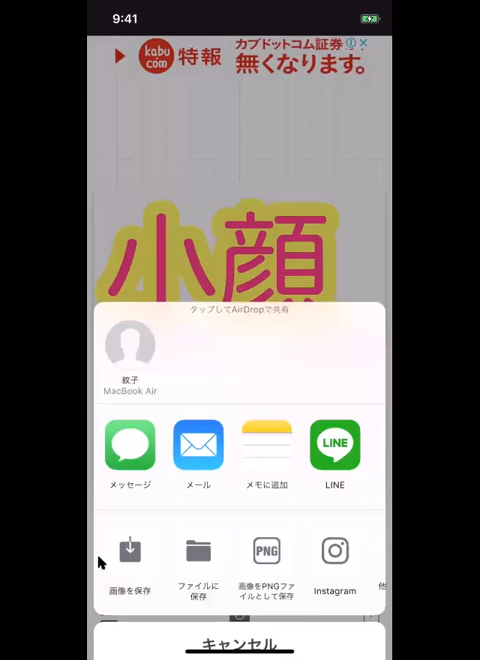 9:41
kabu
com
特報
カブドットコム証券
無くなります。
小顔
タップしてAirDropで共有
紋子
MacBook Air
メッセージ
メール
メモに追加
LINE
LINE
PNG
画像を保存
ファイルに
保存
画像をPNGファ
イルとして保存
Instagram
他
キャンセル